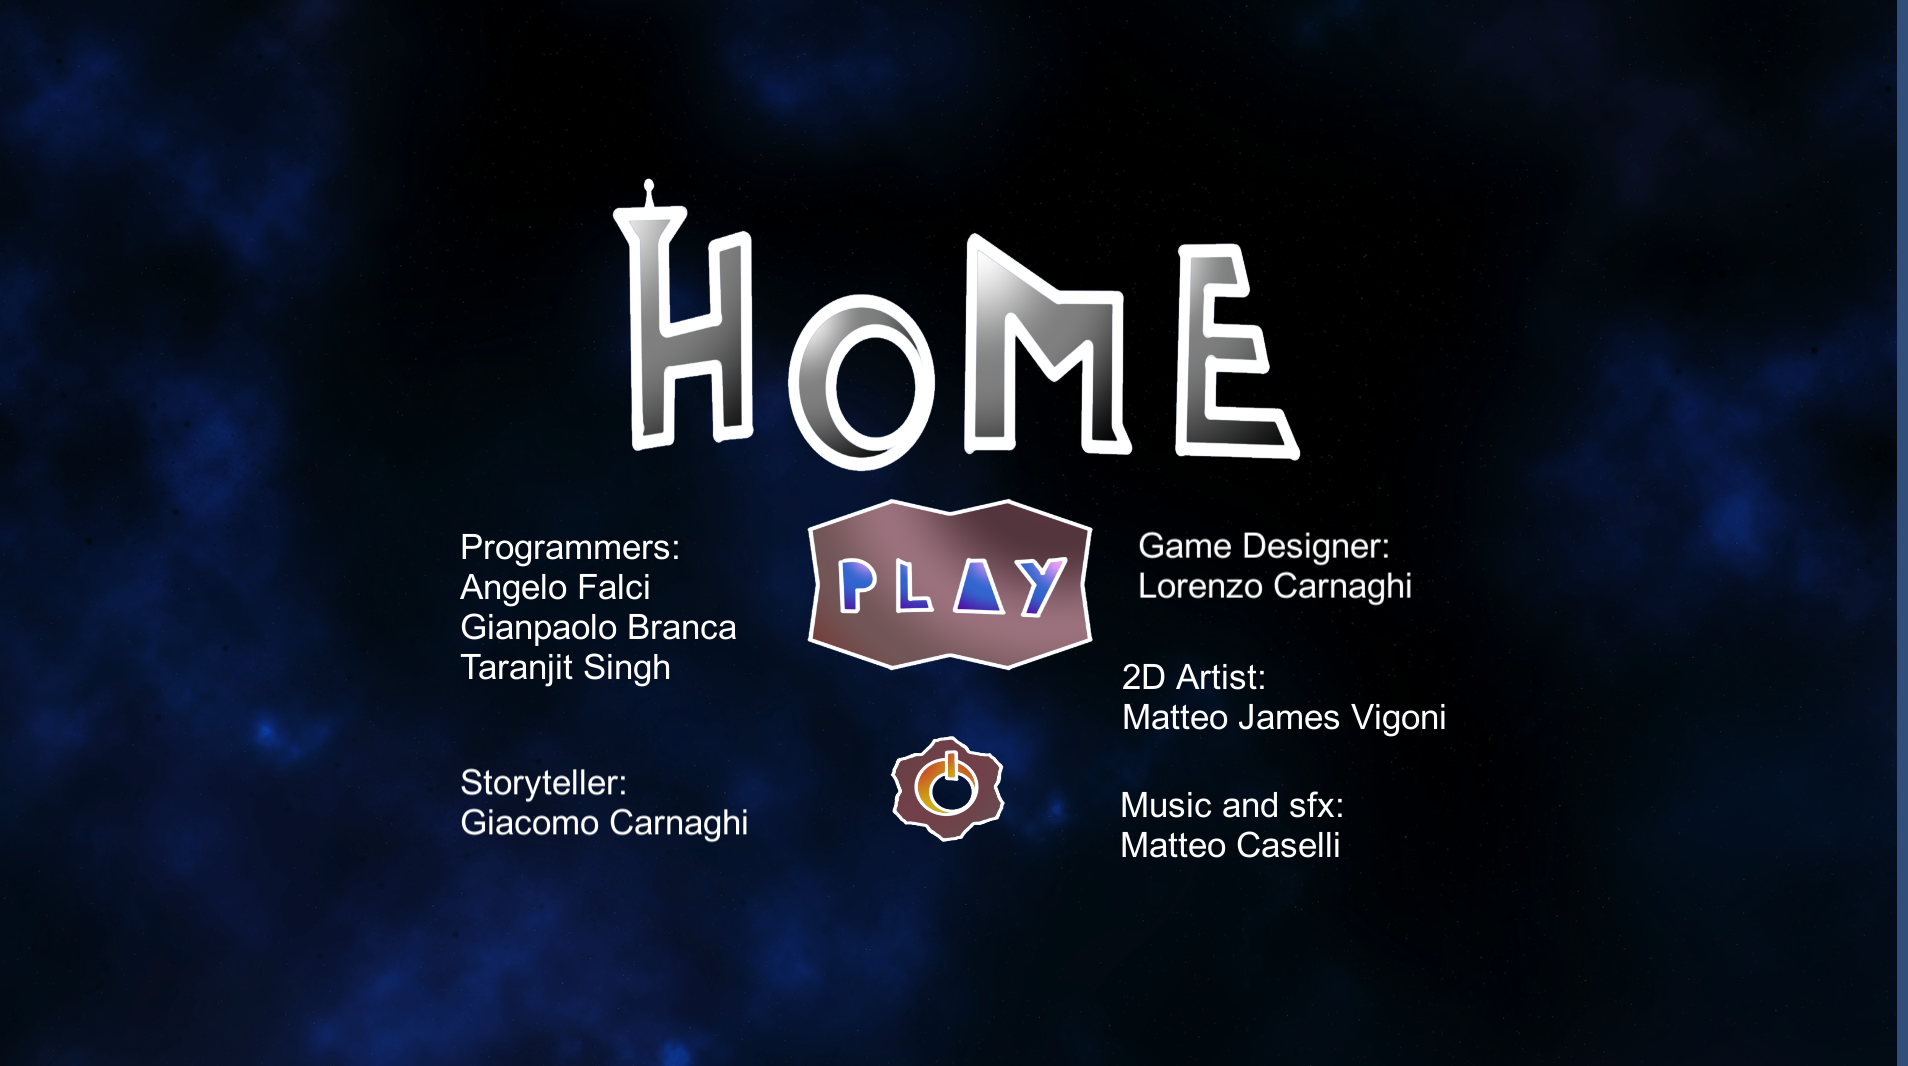 HOME
PLAY
Programmers:
Angelo Falci
Gianpaolo Branca
Taranjit Singh
Storyteller:
Giacomo Carnaghi
Game Designer:
Lorenzo Carnaghi
2D Artist:
Matteo James Vigoni
Music and sfx:
Matteo Caselli